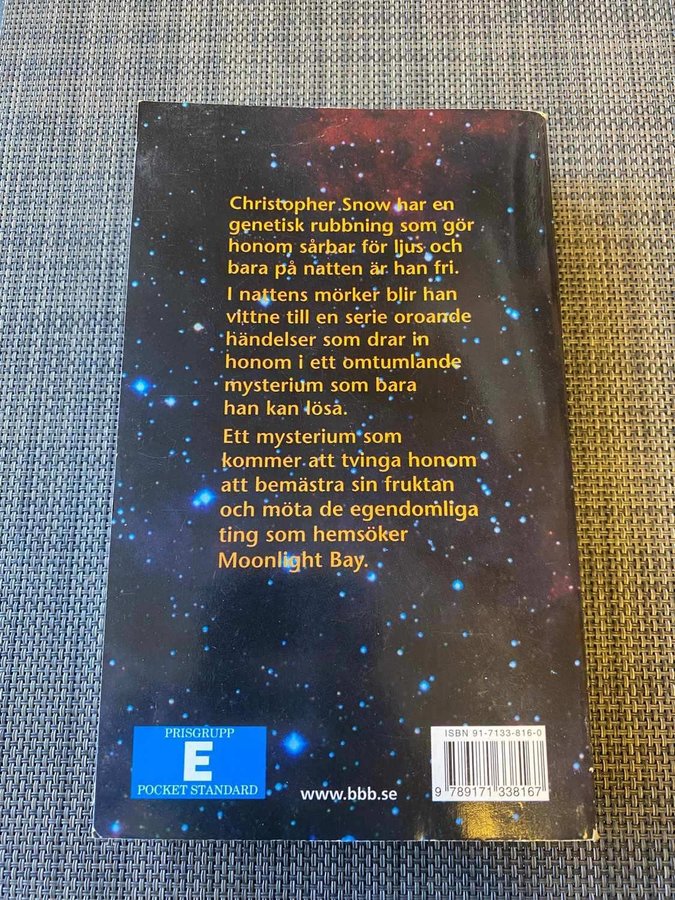 Christopher Snow har en
genetisk rubbning som gör
honom sårbar för ljus och
bara på natten är han fri.
I nattens mörker blir han
vittne till en serie oroande
händelser som drar in
honom i ett omtumlande
mysterium som bara
han kan lösa.
Ett mysterium som
kommer att tvinga honom
att bemästra sin fruktan
och möta de egendomliga
ting som hemsöker
Moonlight Bay.
PRISGRUPP
E
POCKET STANDARD
www.bbb.se
ISBN 91-7133-816-0
9 789171 338167